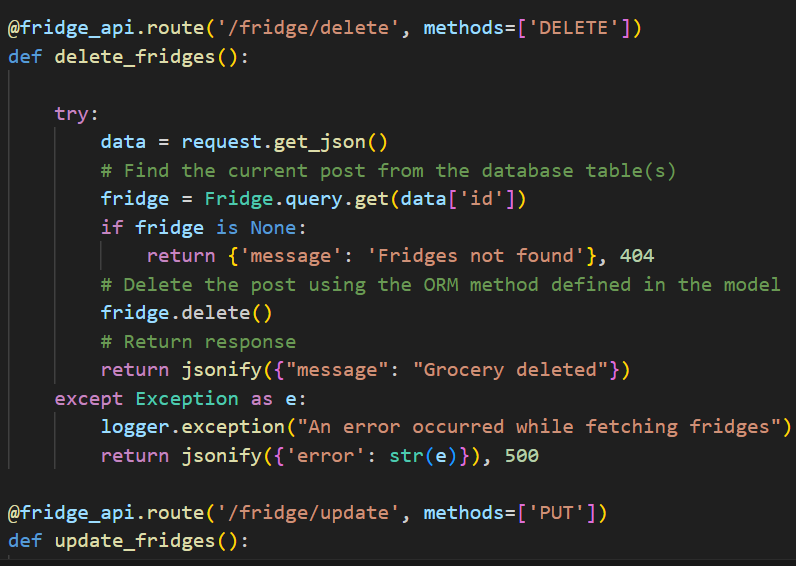 @fridge_api.route('/fridge/delete', methods=['DELETE'])
def delete_fridges():
try:
data = request.get_json()
# Find the current post from the database table(s)
fridge = Fridge.query.get(data['id'])
if fridge is None:
return {'message': 'Fridges not found'}, 404
# Delete the post using the ORM method defined in the model
fridge.delete()
# Return response
return jsonify({"message": "Grocery deleted"})
except Exception as e:
logger.exception("An error occurred while fetching fridges")
return jsonify({'error': str(e)}), 500
@fridge_api.route('/fridge/update', methods=['PUT'])
def update_fridges():